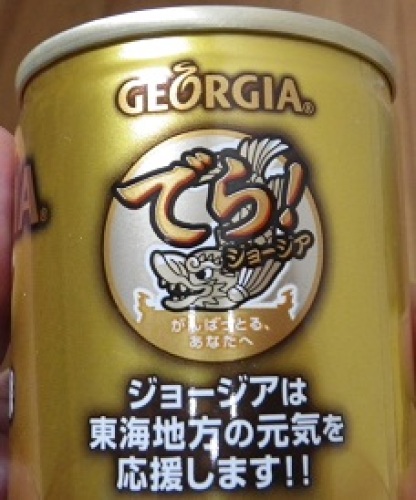 GEORGIA®
でら!
ジョージア
がんばっとる、
あなたへ
ジョージアは
東海地方の元気を
応援します!!
A®